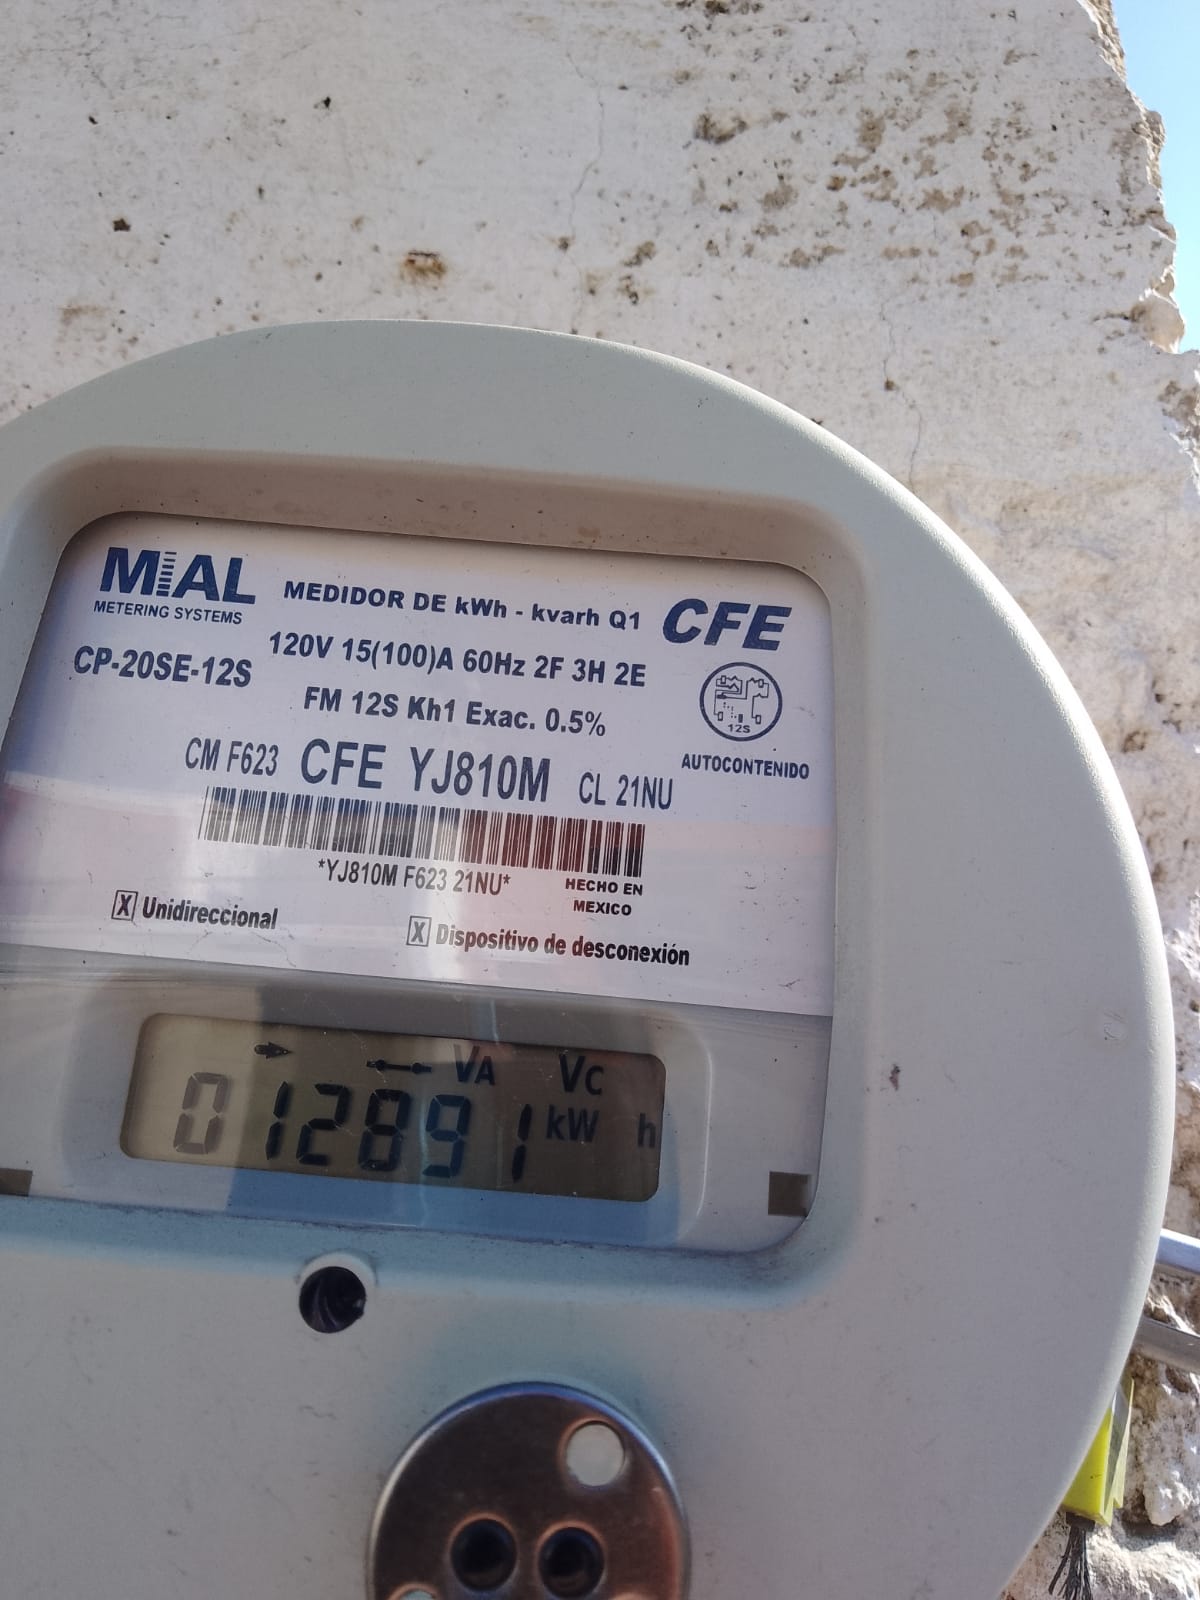 MIAL
METERING SYSTEMS
MEDIDOR DE kWh - kvarh Q1
CFE
CP-20SE-12S
120V 15(100)A 60Hz 2F 3H 2E
FM 12S Kh1 Exac. 0.5%
12S
AUTOCONTENIDO
CM F623 CFE YJ810M CL 21NU
*YJ810M F623 21NU*
HECHO EN
MEXICO
X Unidireccional
X Dispositivo de desconexión
VA VC
012891 kW h